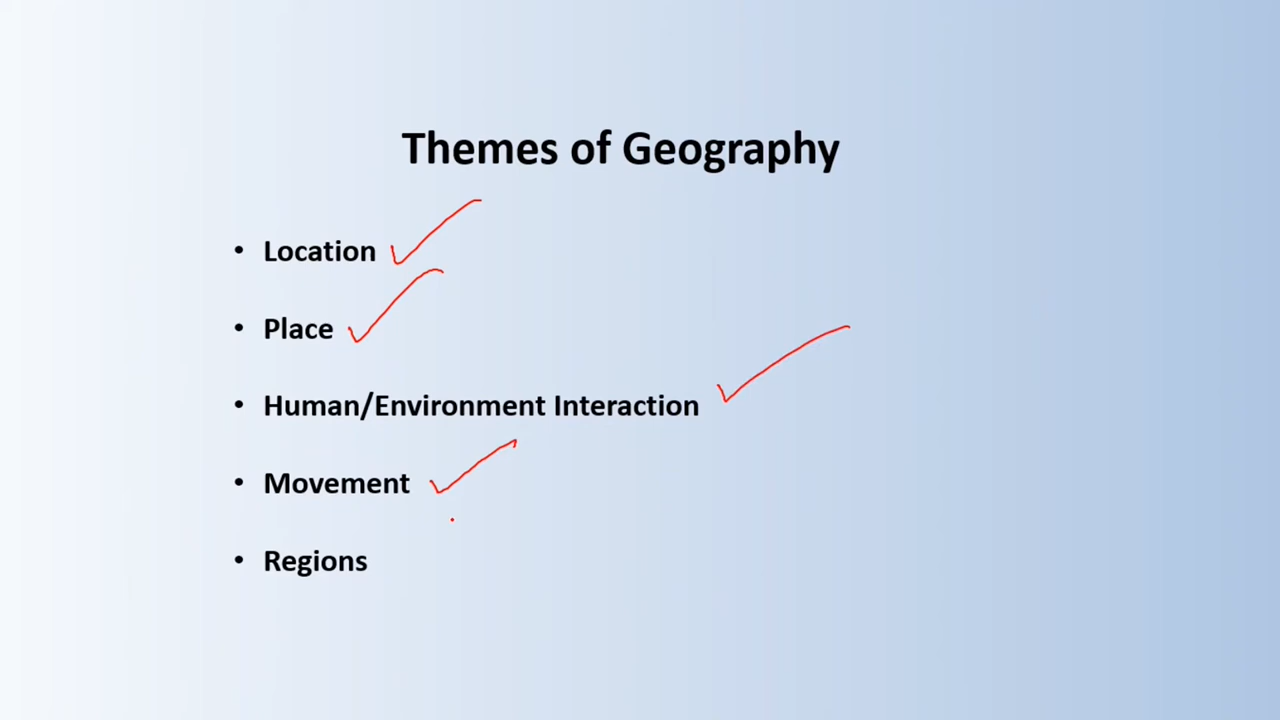 Themes of Geography
• Location
• Place
• Human/Environment Interaction
• Movement
• Regions